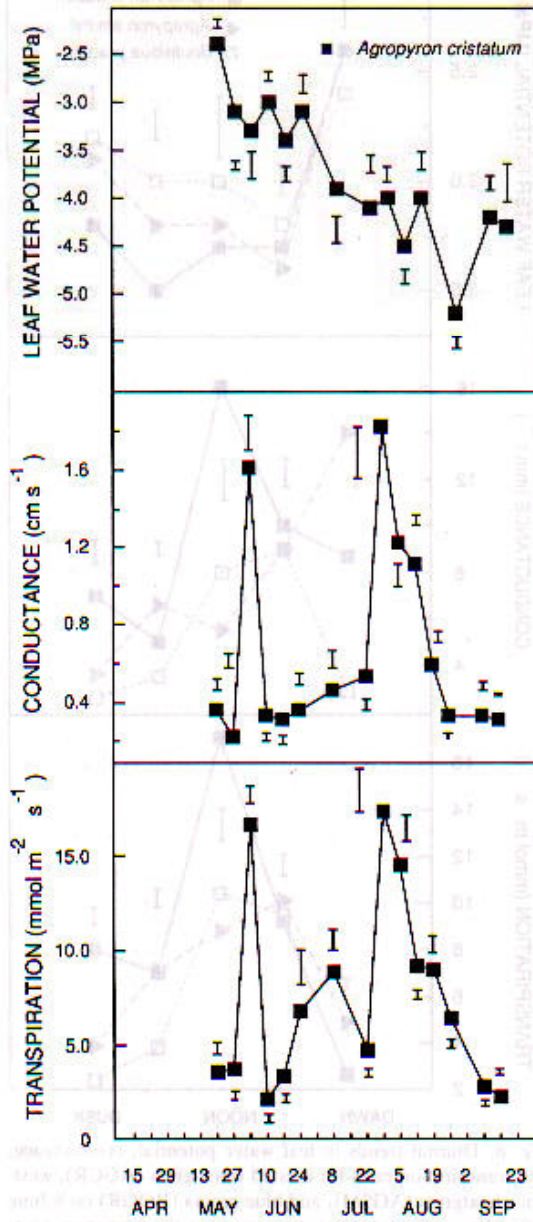 Agropyron cristatum
LEAF WATER POTENTIAL (MPa)
-2.5
-3.0
-3.5
-4.0
-4.5
-5.0
-5.5
CONDUCTANCE (cm s⁻¹)
1.6
1.2
0.8
0.4
TRANSPIRATION (mmol m⁻² s⁻¹)
15.0
10.0
5.0
0
15 29 13 27 10 24 8 22 5 19 2 23
APR MAY JUN JUL AUG SEP